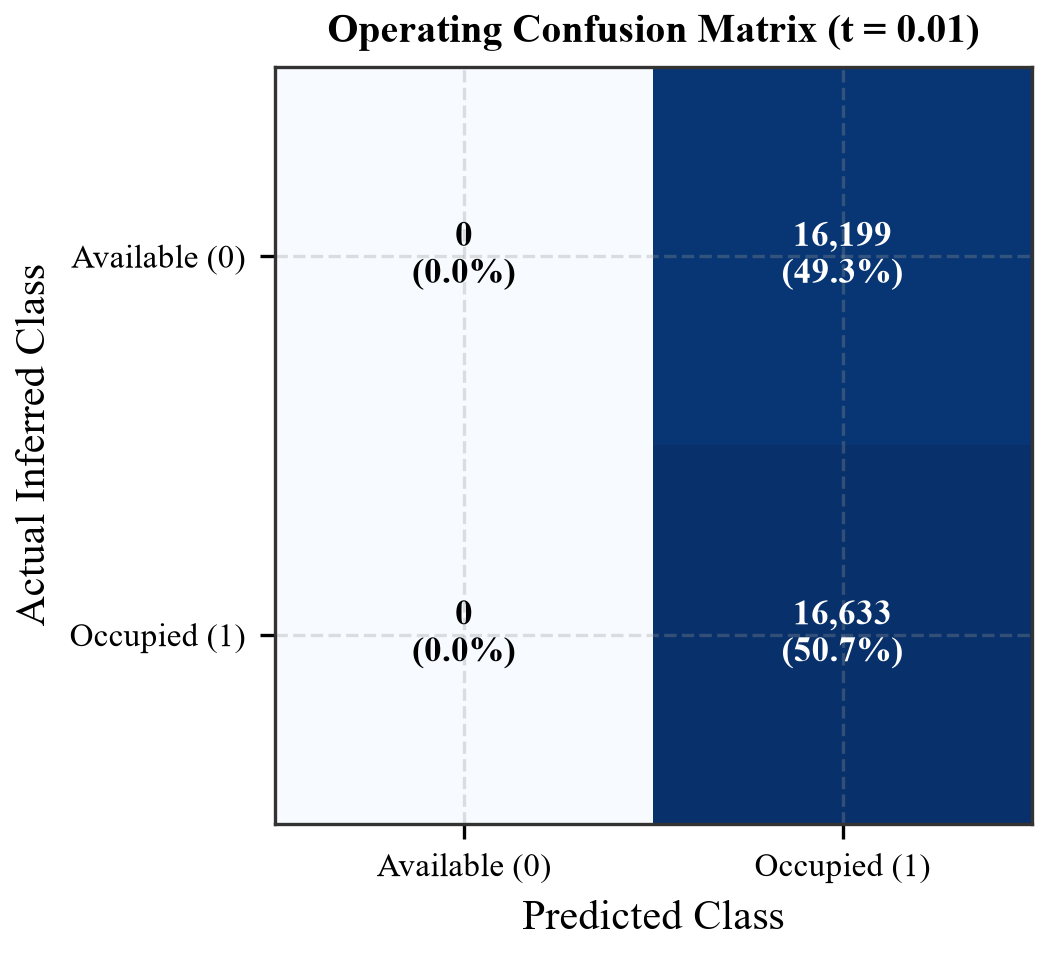 Operating Confusion Matrix (t = 0.01)
Actual Inferred Class
Available (0)
0
(0.0%)
16,199
(49.3%)
Occupied (1)
0
(0.0%)
16,633
(50.7%)
Available (0)
Occupied (1)
Predicted Class